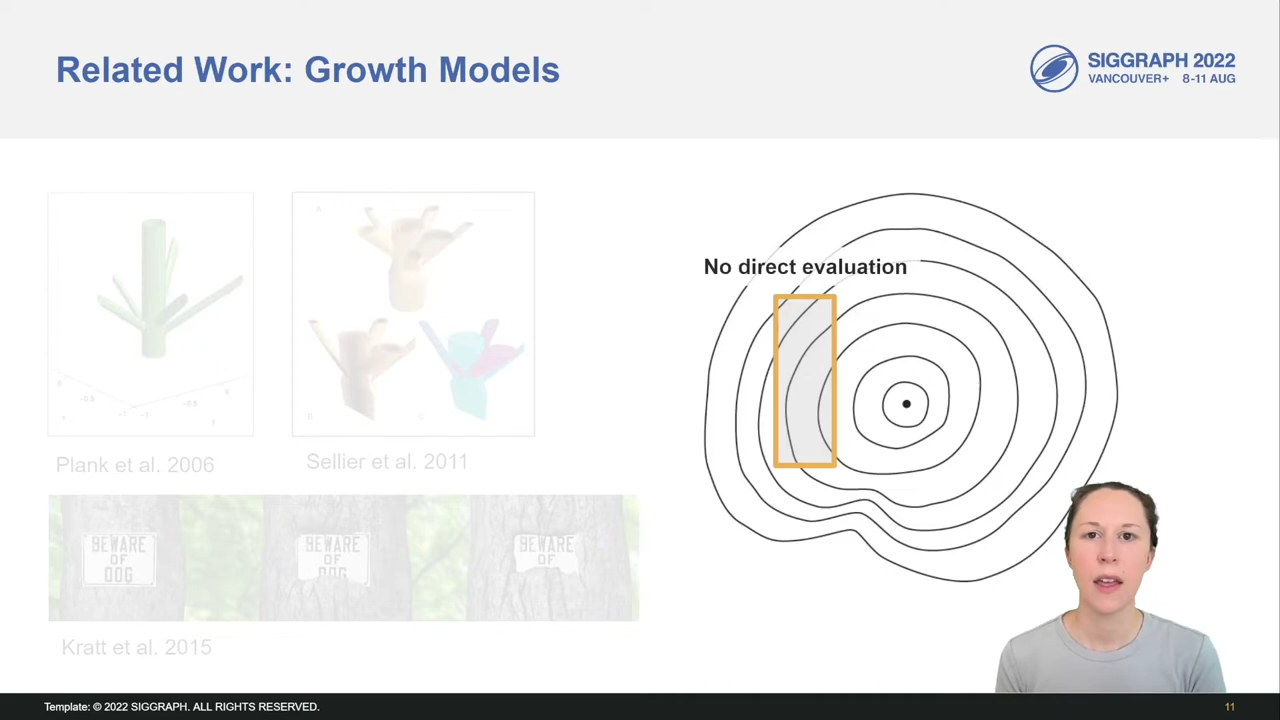 Related Work: Growth Models
SIGGRAPH 2022
VANCOUVER+ 8-11 AUG
No direct evaluation
A
B
C
Plank et al. 2006
Sellier et al. 2011
BEWARE
OF
DOG
BEWARE
OF
DOG
BEWARE
OF
Kratt et al. 2015
Template: © 2022 SIGGRAPH. ALL RIGHTS RESERVED.
11